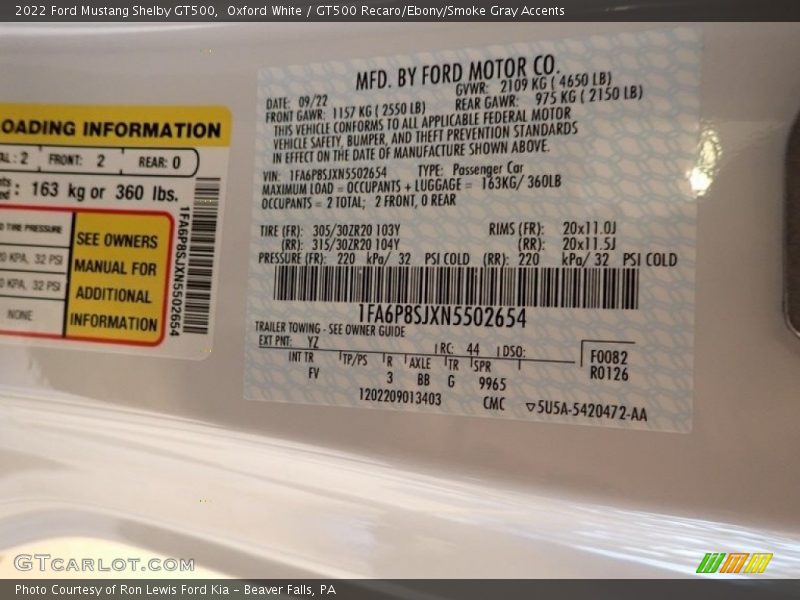 2022 Ford Mustang Shelby GT500,  Oxford White / GT500 Recaro/Ebony/Smoke Gray Accents
OADING INFORMATION
AL : 2 FRONT: 2 REAR: 0
: 163 kg or 360 lbs.
TIRE PRESSURE
KPA, 32 PSI
KPA, 32 PSI
NONE
SEE OWNERS
MANUAL FOR
ADDITIONAL
INFORMATION
1FA6P8SJXN5502654
MFD. BY FORD MOTOR CO.
DATE: 09/22 GVWR: 2109 KG ( 4650 LB)
FRONT GAWR: 1157 KG ( 2550 LB) REAR GAWR: 975 KG ( 2150 LB)
THIS VEHICLE CONFORMS TO ALL APPLICABLE FEDERAL MOTOR
VEHICLE SAFETY, BUMPER, AND THEFT PREVENTION STANDARDS
IN EFFECT ON THE DATE OF MANUFACTURE SHOWN ABOVE.
VIN: 1FA6P8SJXN5502654 TYPE: Passenger Car
MAXIMUM LOAD = OCCUPANTS + LUGGAGE = 163KG/ 360LB
OCCUPANTS = 2 TOTAL; 2 FRONT, 0 REAR
TIRE (FR): 305/30ZR20 103Y RIMS (FR): 20x11.0J
(RR): 315/30ZR20 104Y (RR): 20x11.5J
PRESSURE (FR): 220 kPa/ 32 PSI COLD (RR): 220 kPa/ 32 PSI COLD
1FA6P8SJXN5502654
TRAILER TOWING - SEE OWNER GUIDE
EXT PNT: YZ RC: 44 DSO: F0082
INT TR TP/PS R AXLE TR SPR R0126
FV 3 BB G 9965
1202209013403 CMC ▽5U5A-5420472-AA
GTCARLOT.COM
Photo Courtesy of Ron Lewis Ford Kia – Beaver Falls, PA